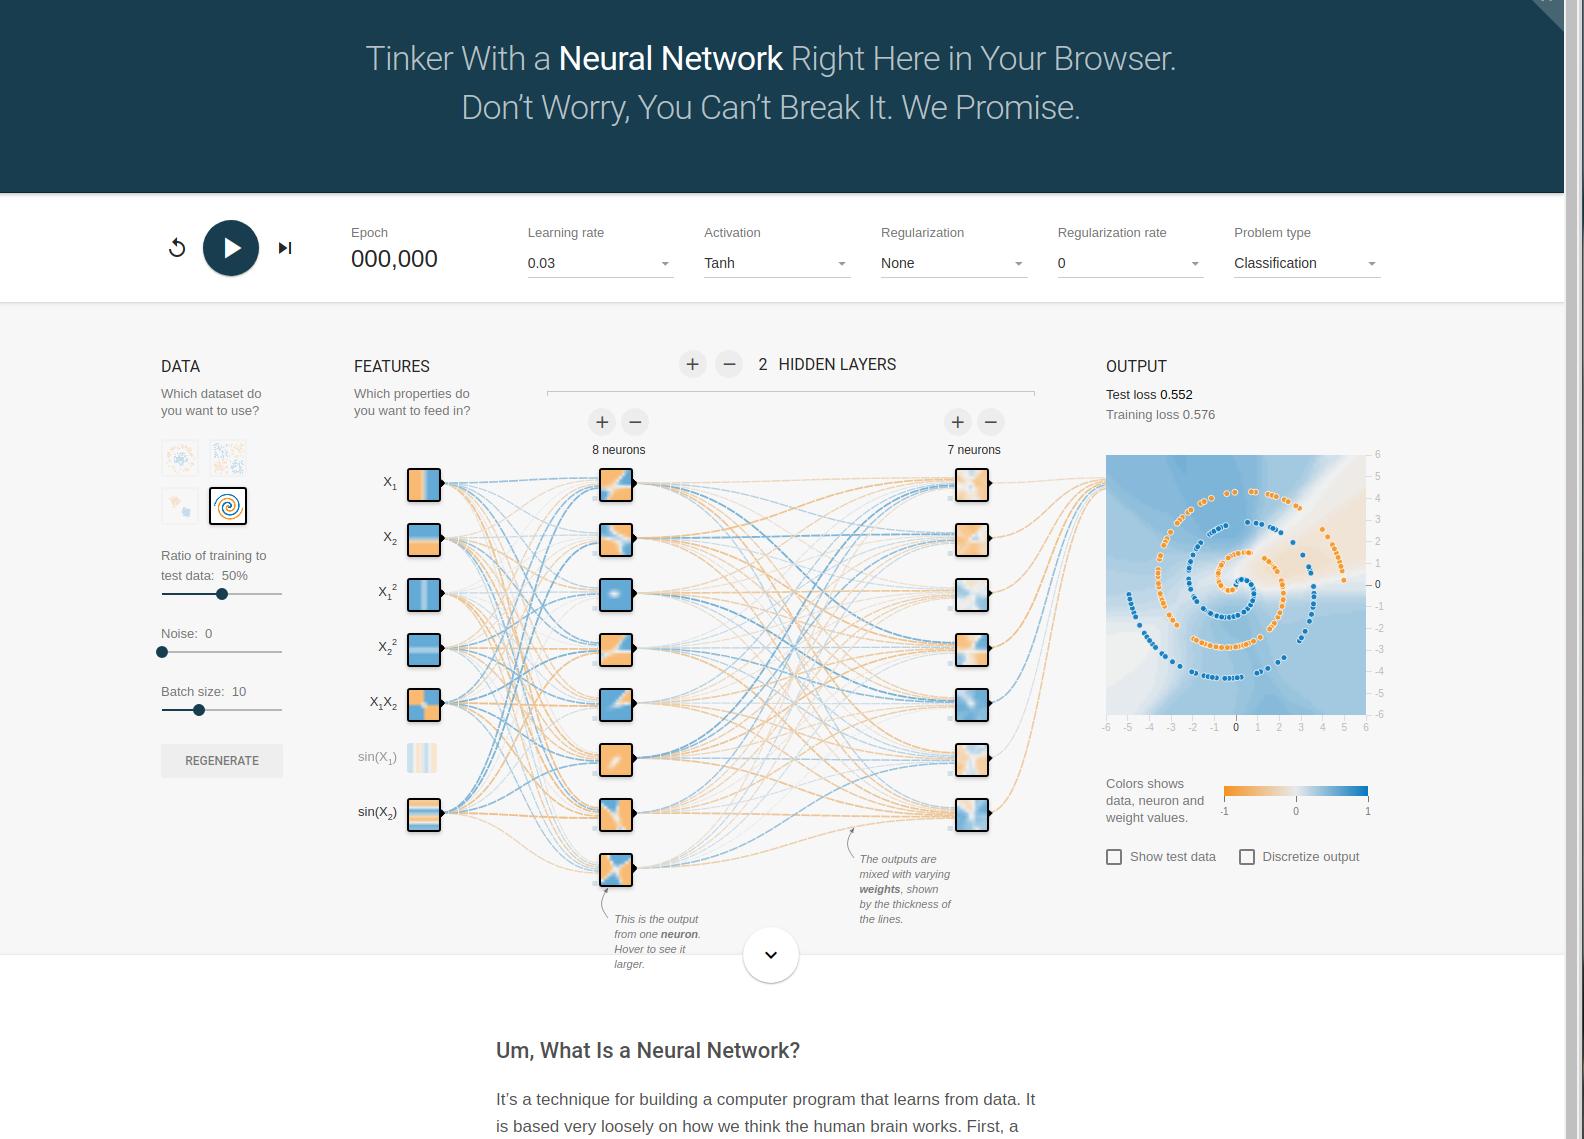 Tinker With a Neural Network Right Here in Your Browser.
Don't Worry, You Can't Break It. We Promise.
Epoch
000,000
Learning rate
0.03
Activation
Tanh
Regularization
None
Regularization rate
0
Problem type
Classification
DATA
Which dataset do
you want to use?
Ratio of training to
test data: 50%
Noise: 0
Batch size: 10
REGENERATE
FEATURES
Which properties do
you want to feed in?
X1
X2
X1²
X2²
X1X2
sin(X1)
sin(X2)
+ − 2 HIDDEN LAYERS
+ −
8 neurons
+ −
7 neurons
This is the output
from one neuron.
Hover to see it
larger.
The outputs are
mixed with varying
weights, shown
by the thickness of
the lines.
OUTPUT
Test loss 0.552
Training loss 0.576
6
5
4
3
2
1
0
-1
-2
-3
-4
-5
-6
-6 -5 -4 -3 -2 -1 0 1 2 3 4 5 6
Colors shows
data, neuron and
weight values.
-1 0 1
Show test data Discretize output
Um, What Is a Neural Network?
It's a technique for building a computer program that learns from data. It
is based very loosely on how we think the human brain works. First, a